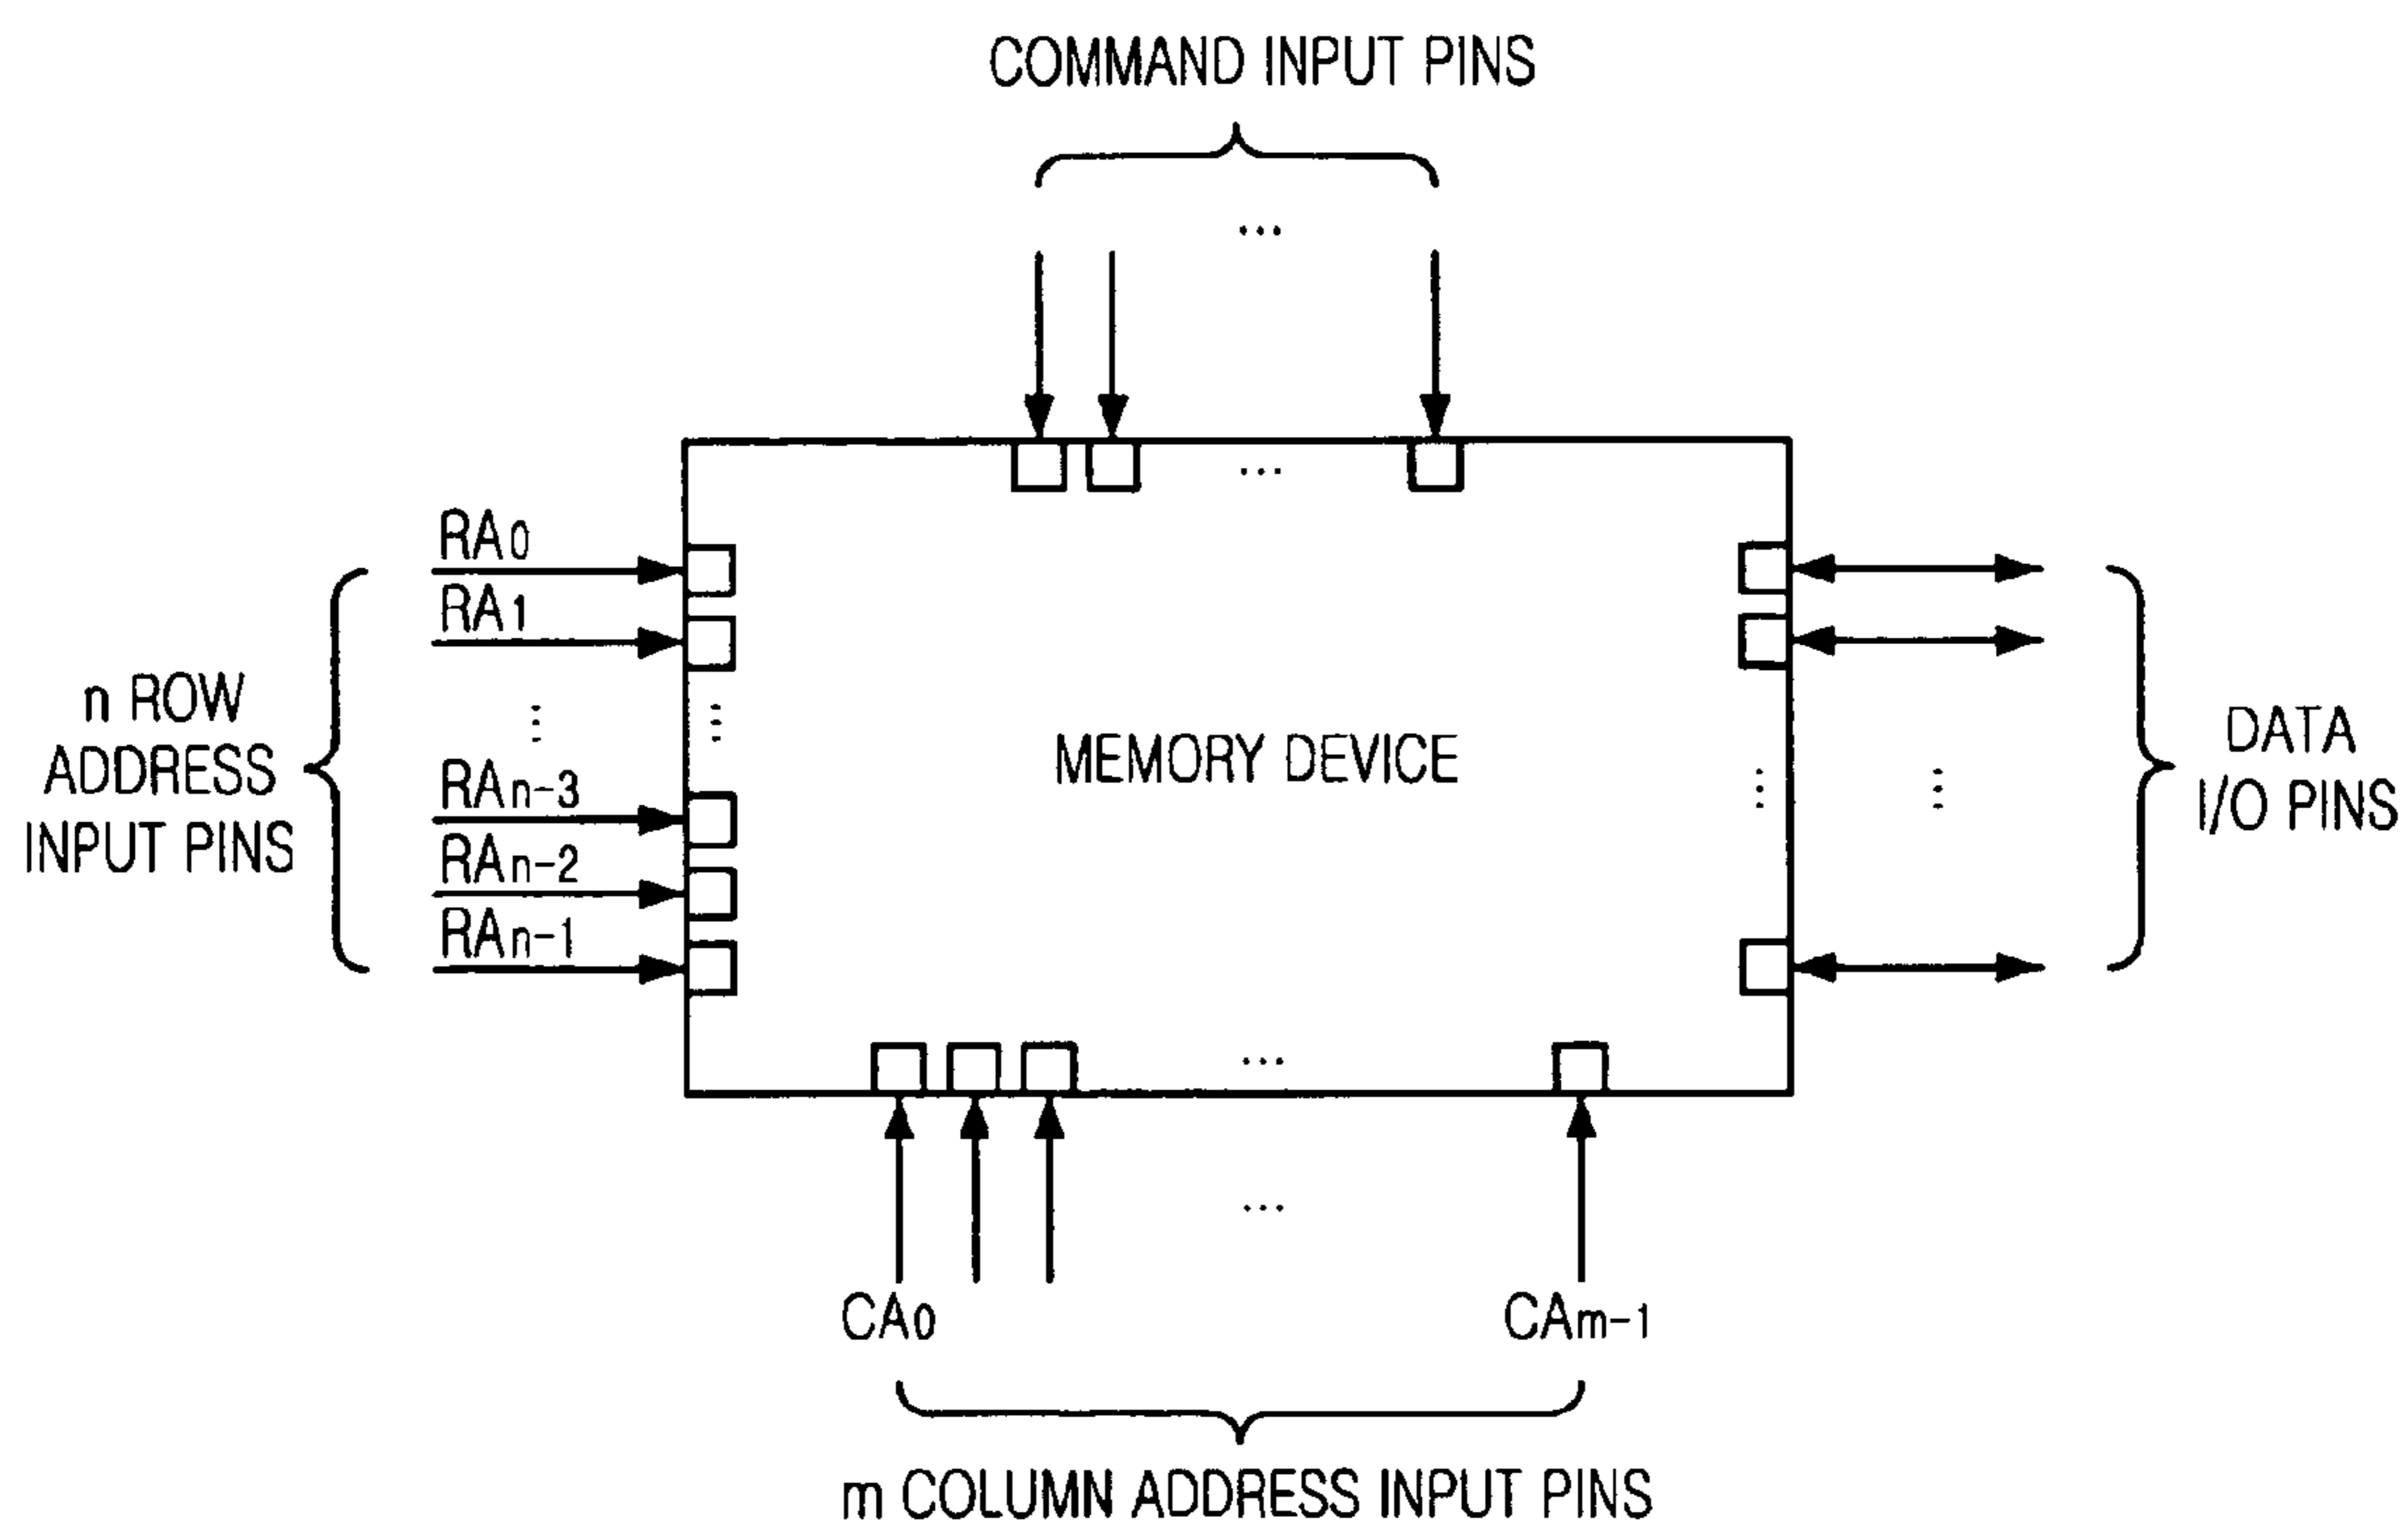 COMMAND INPUT PINS
...
...
RA0
RA1
n ROW
ADDRESS
INPUT PINS
RAn-3
RAn-2
RAn-1
MEMORY DEVICE
DATA
I/O PINS
...
...
CA0
CAm-1
m COLUMN ADDRESS INPUT PINS